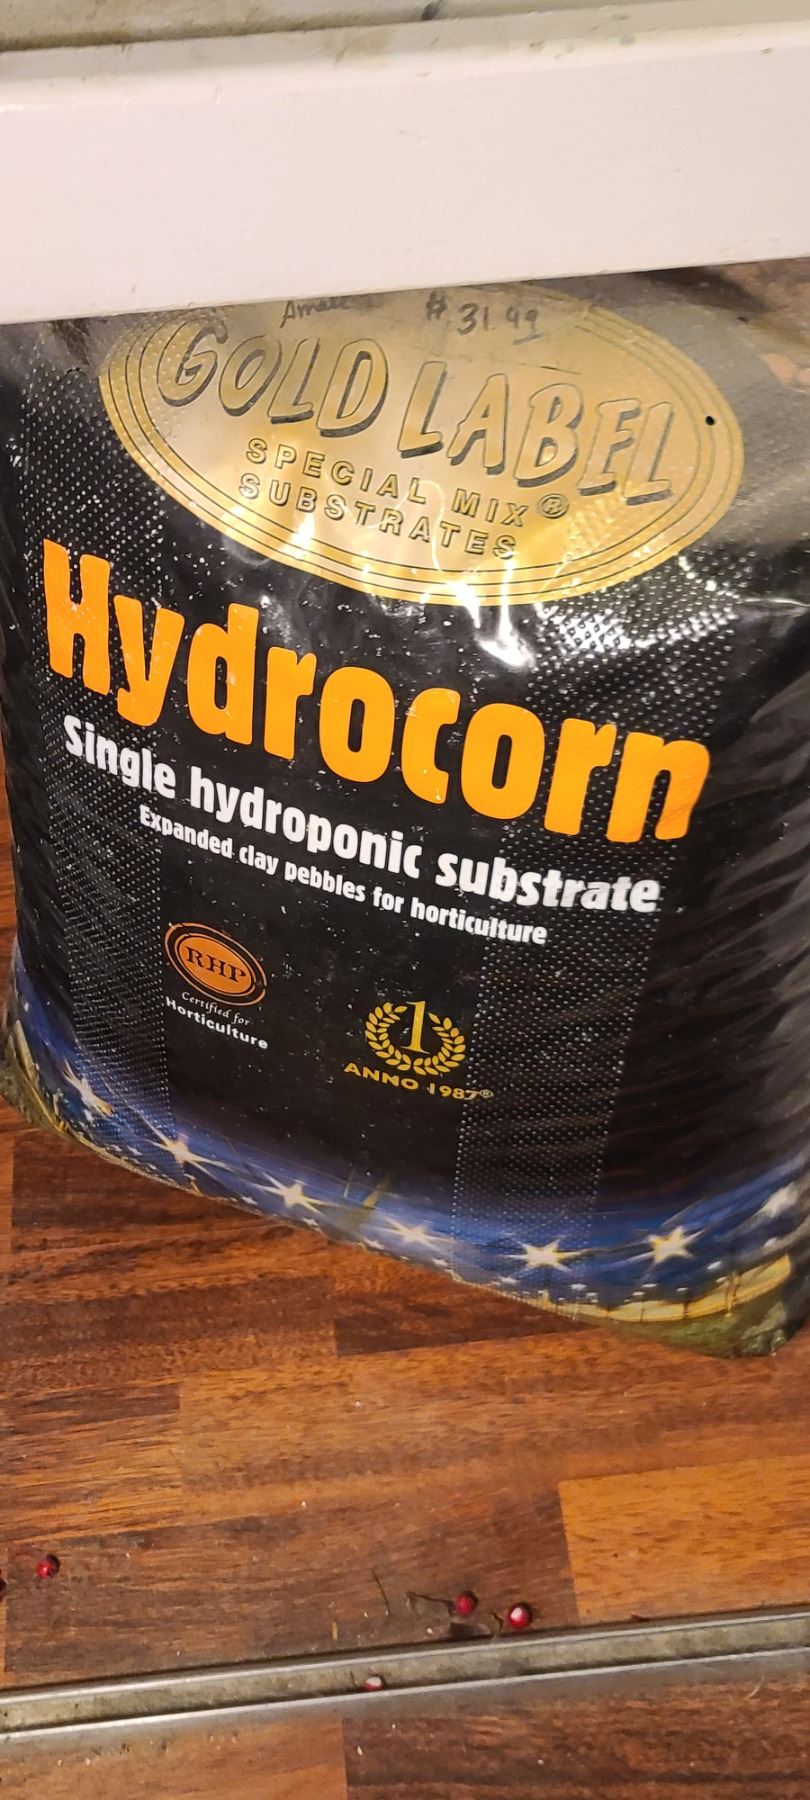 $ 31.99
GOLD LABEL
SPECIAL MIX®
SUBSTRATES
Hydrocorn
Single hydroponic substrate
Expanded clay pebbles for horticulture
RHP
Certified for
Horticulture
1
ANNO 1987®